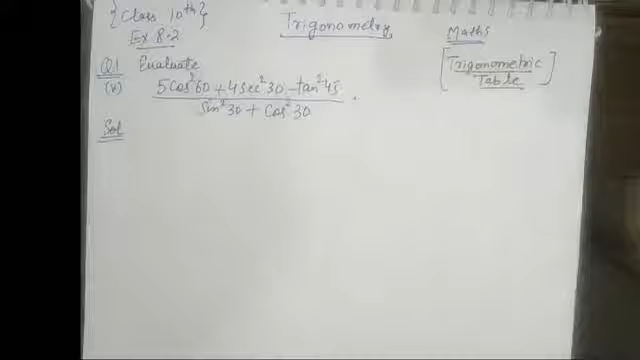 {Class 10th}
Ex 8.2
Trigonometry
Maths
[Trigonometric
Table]
Q1 Evaluate
(v) 5cos²60 + 4sec²30 - tan²45
sin²30 + cos²30
Sol